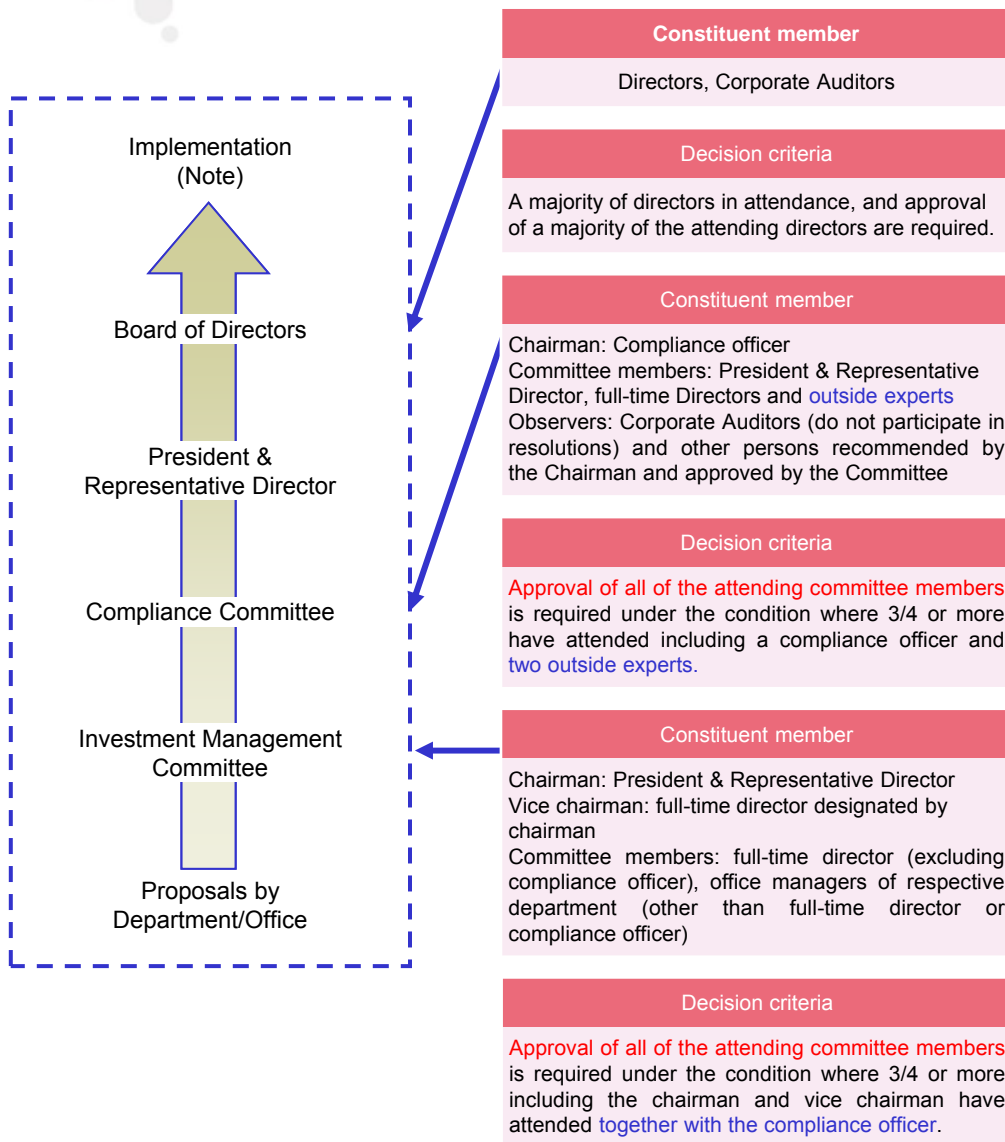 Implementation
(Note)
Board of Directors
President &
Representative Director
Compliance Committee
Investment Management
Committee
Proposals by
Department/Office
Constituent member
Directors, Corporate Auditors
Decision criteria
A majority of directors in attendance, and approval
of a majority of the attending directors are required.
Constituent member
Chairman: Compliance officer
Committee members: President & Representative
Director, full-time Directors and outside experts
Observers: Corporate Auditors (do not participate in
resolutions) and other persons recommended by
the Chairman and approved by the Committee
Decision criteria
Approval of all of the attending committee members
is required under the condition where 3/4 or more
have attended including a compliance officer and
two outside experts.
Constituent member
Chairman: President & Representative Director
Vice chairman: full-time director designated by
chairman
Committee members: full-time director (excluding
compliance officer), office managers of respective
department (other than full-time director or
compliance officer)
Decision criteria
Approval of all of the attending committee members
is required under the condition where 3/4 or more
including the chairman and vice chairman have
attended together with the compliance officer.